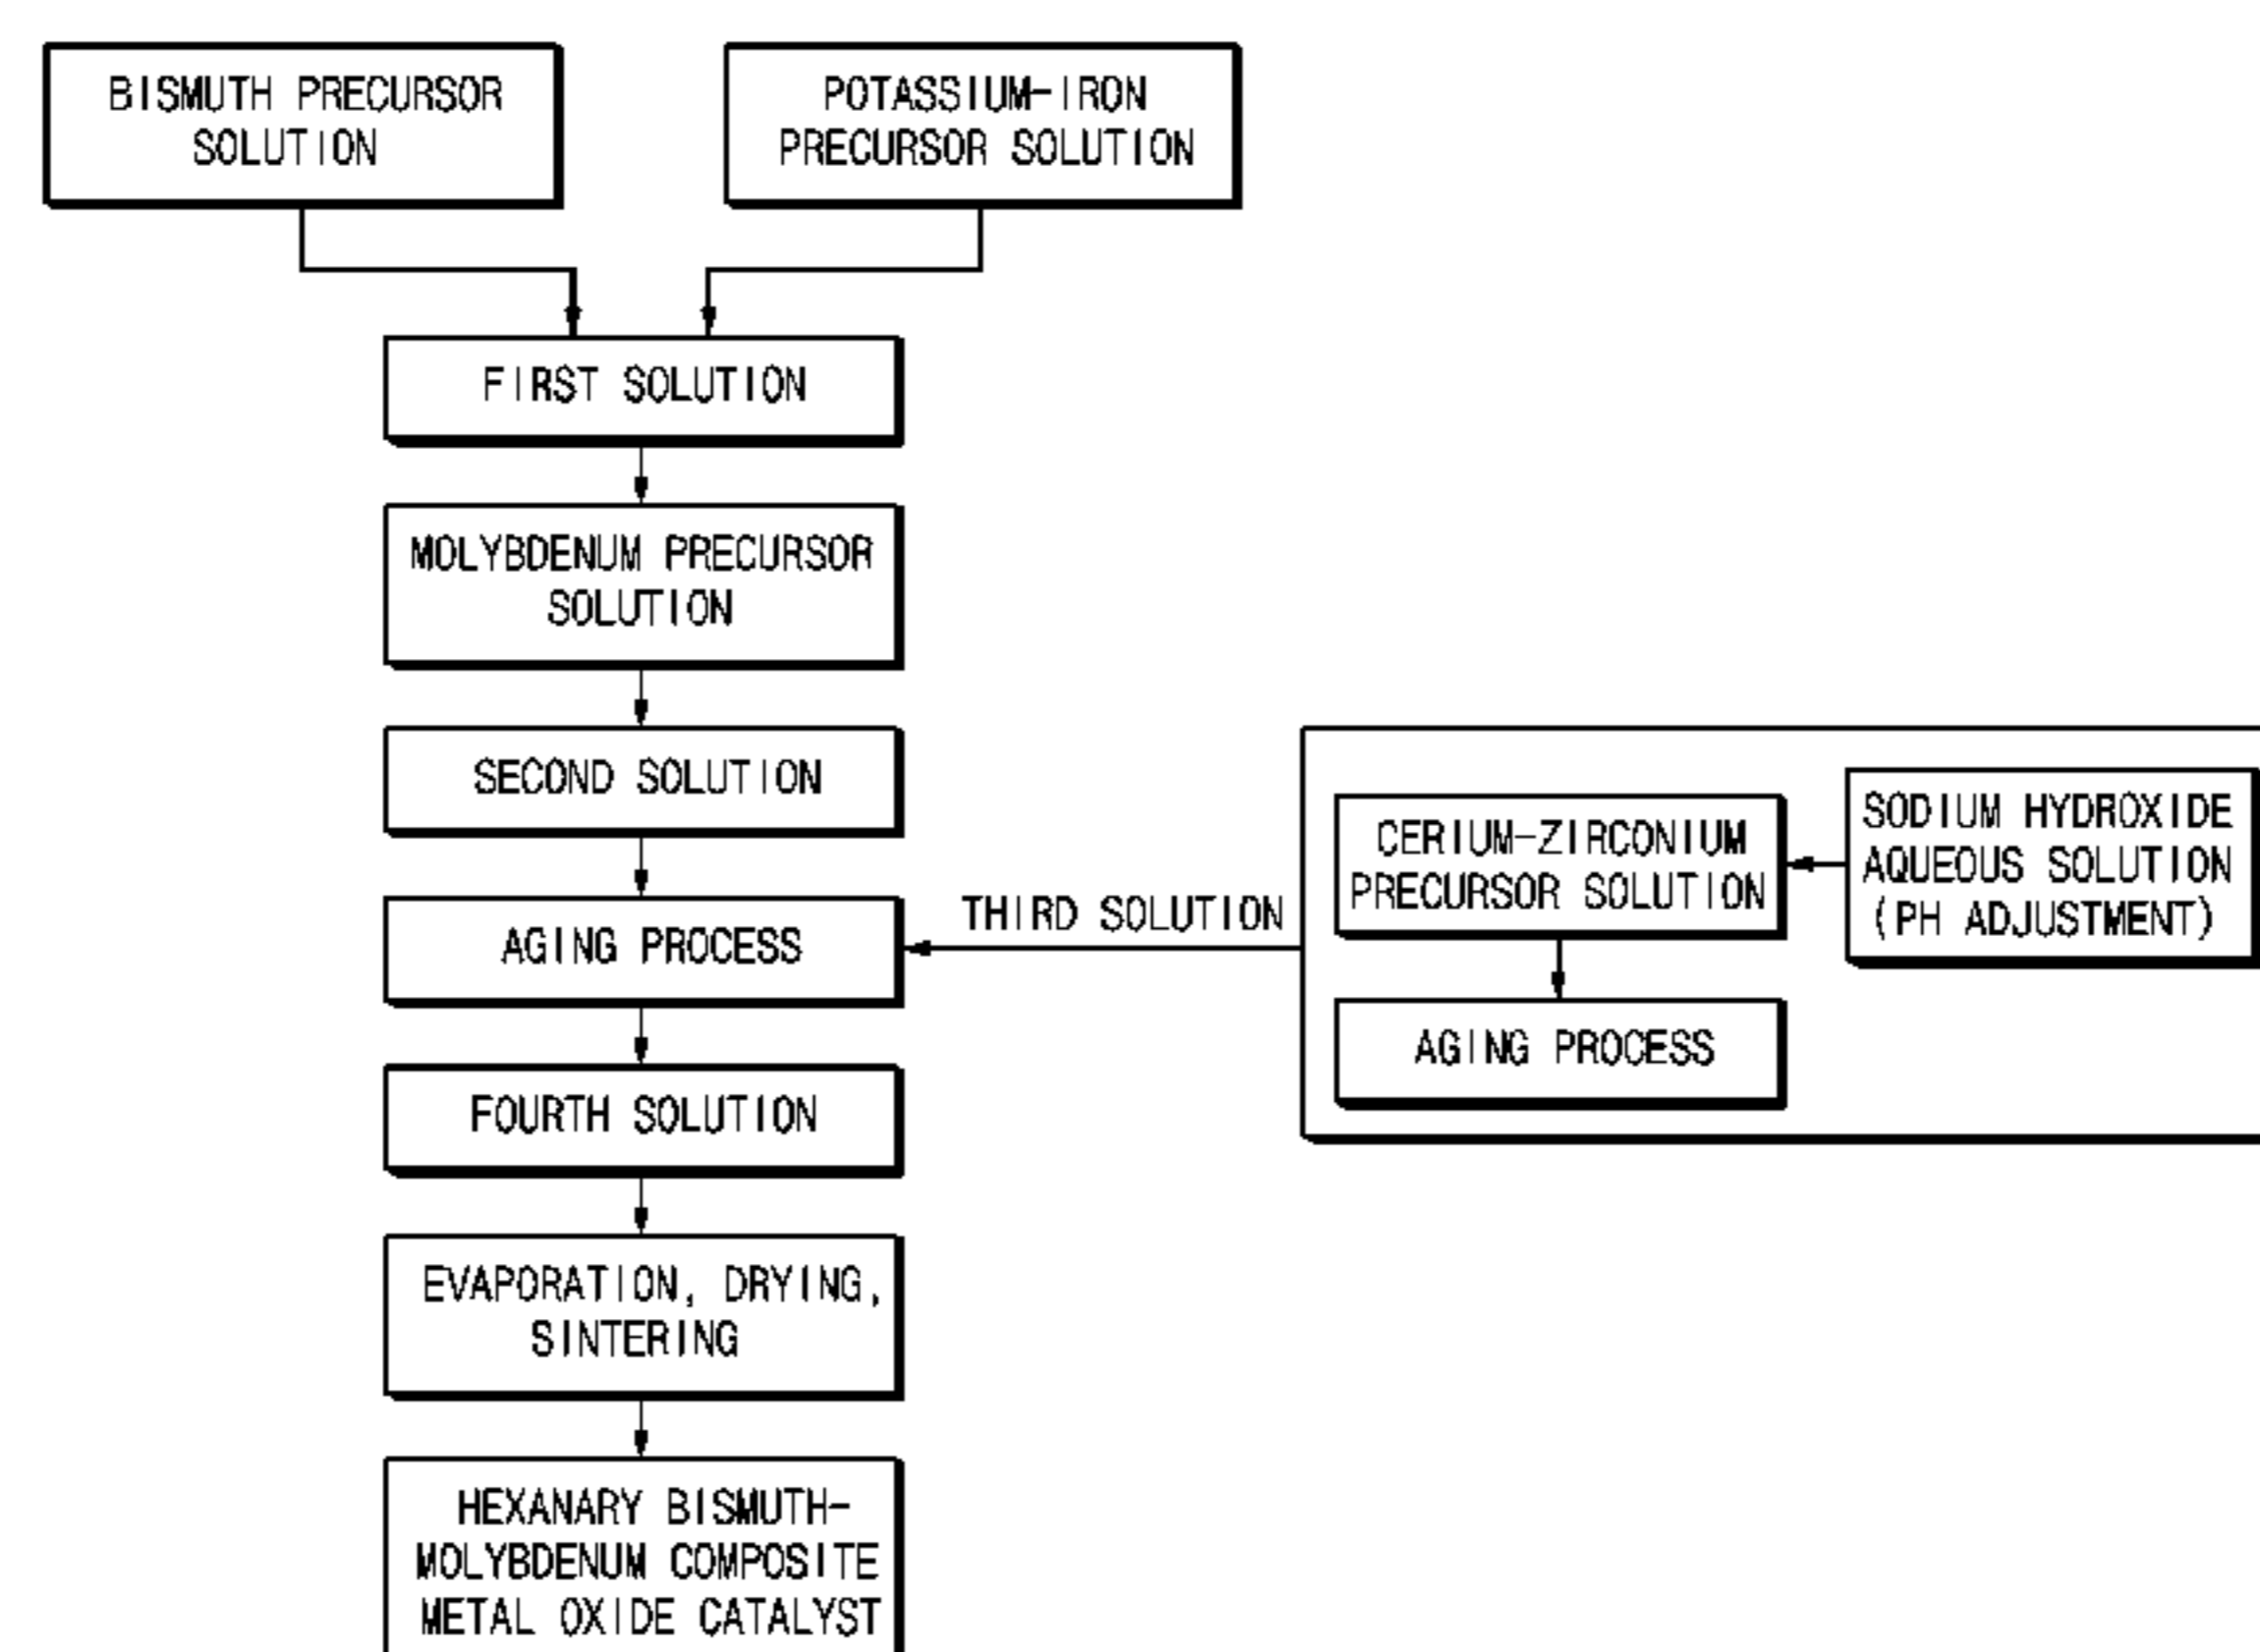 BISMUTH PRECURSOR
SOLUTION
POTASSIUM-IRON
PRECURSOR SOLUTION
FIRST SOLUTION
MOLYBDENUM PRECURSOR
SOLUTION
SECOND SOLUTION
AGING PROCESS
THIRD SOLUTION
CERIUM-ZIRCONIUM
PRECURSOR SOLUTION
SODIUM HYDROXIDE
AQUEOUS SOLUTION
(PH ADJUSTMENT)
AGING PROCESS
FOURTH SOLUTION
EVAPORATION, DRYING,
SINTERING
HEXANARY BISMUTH-
MOLYBDENUM COMPOSITE
METAL OXIDE CATALYST